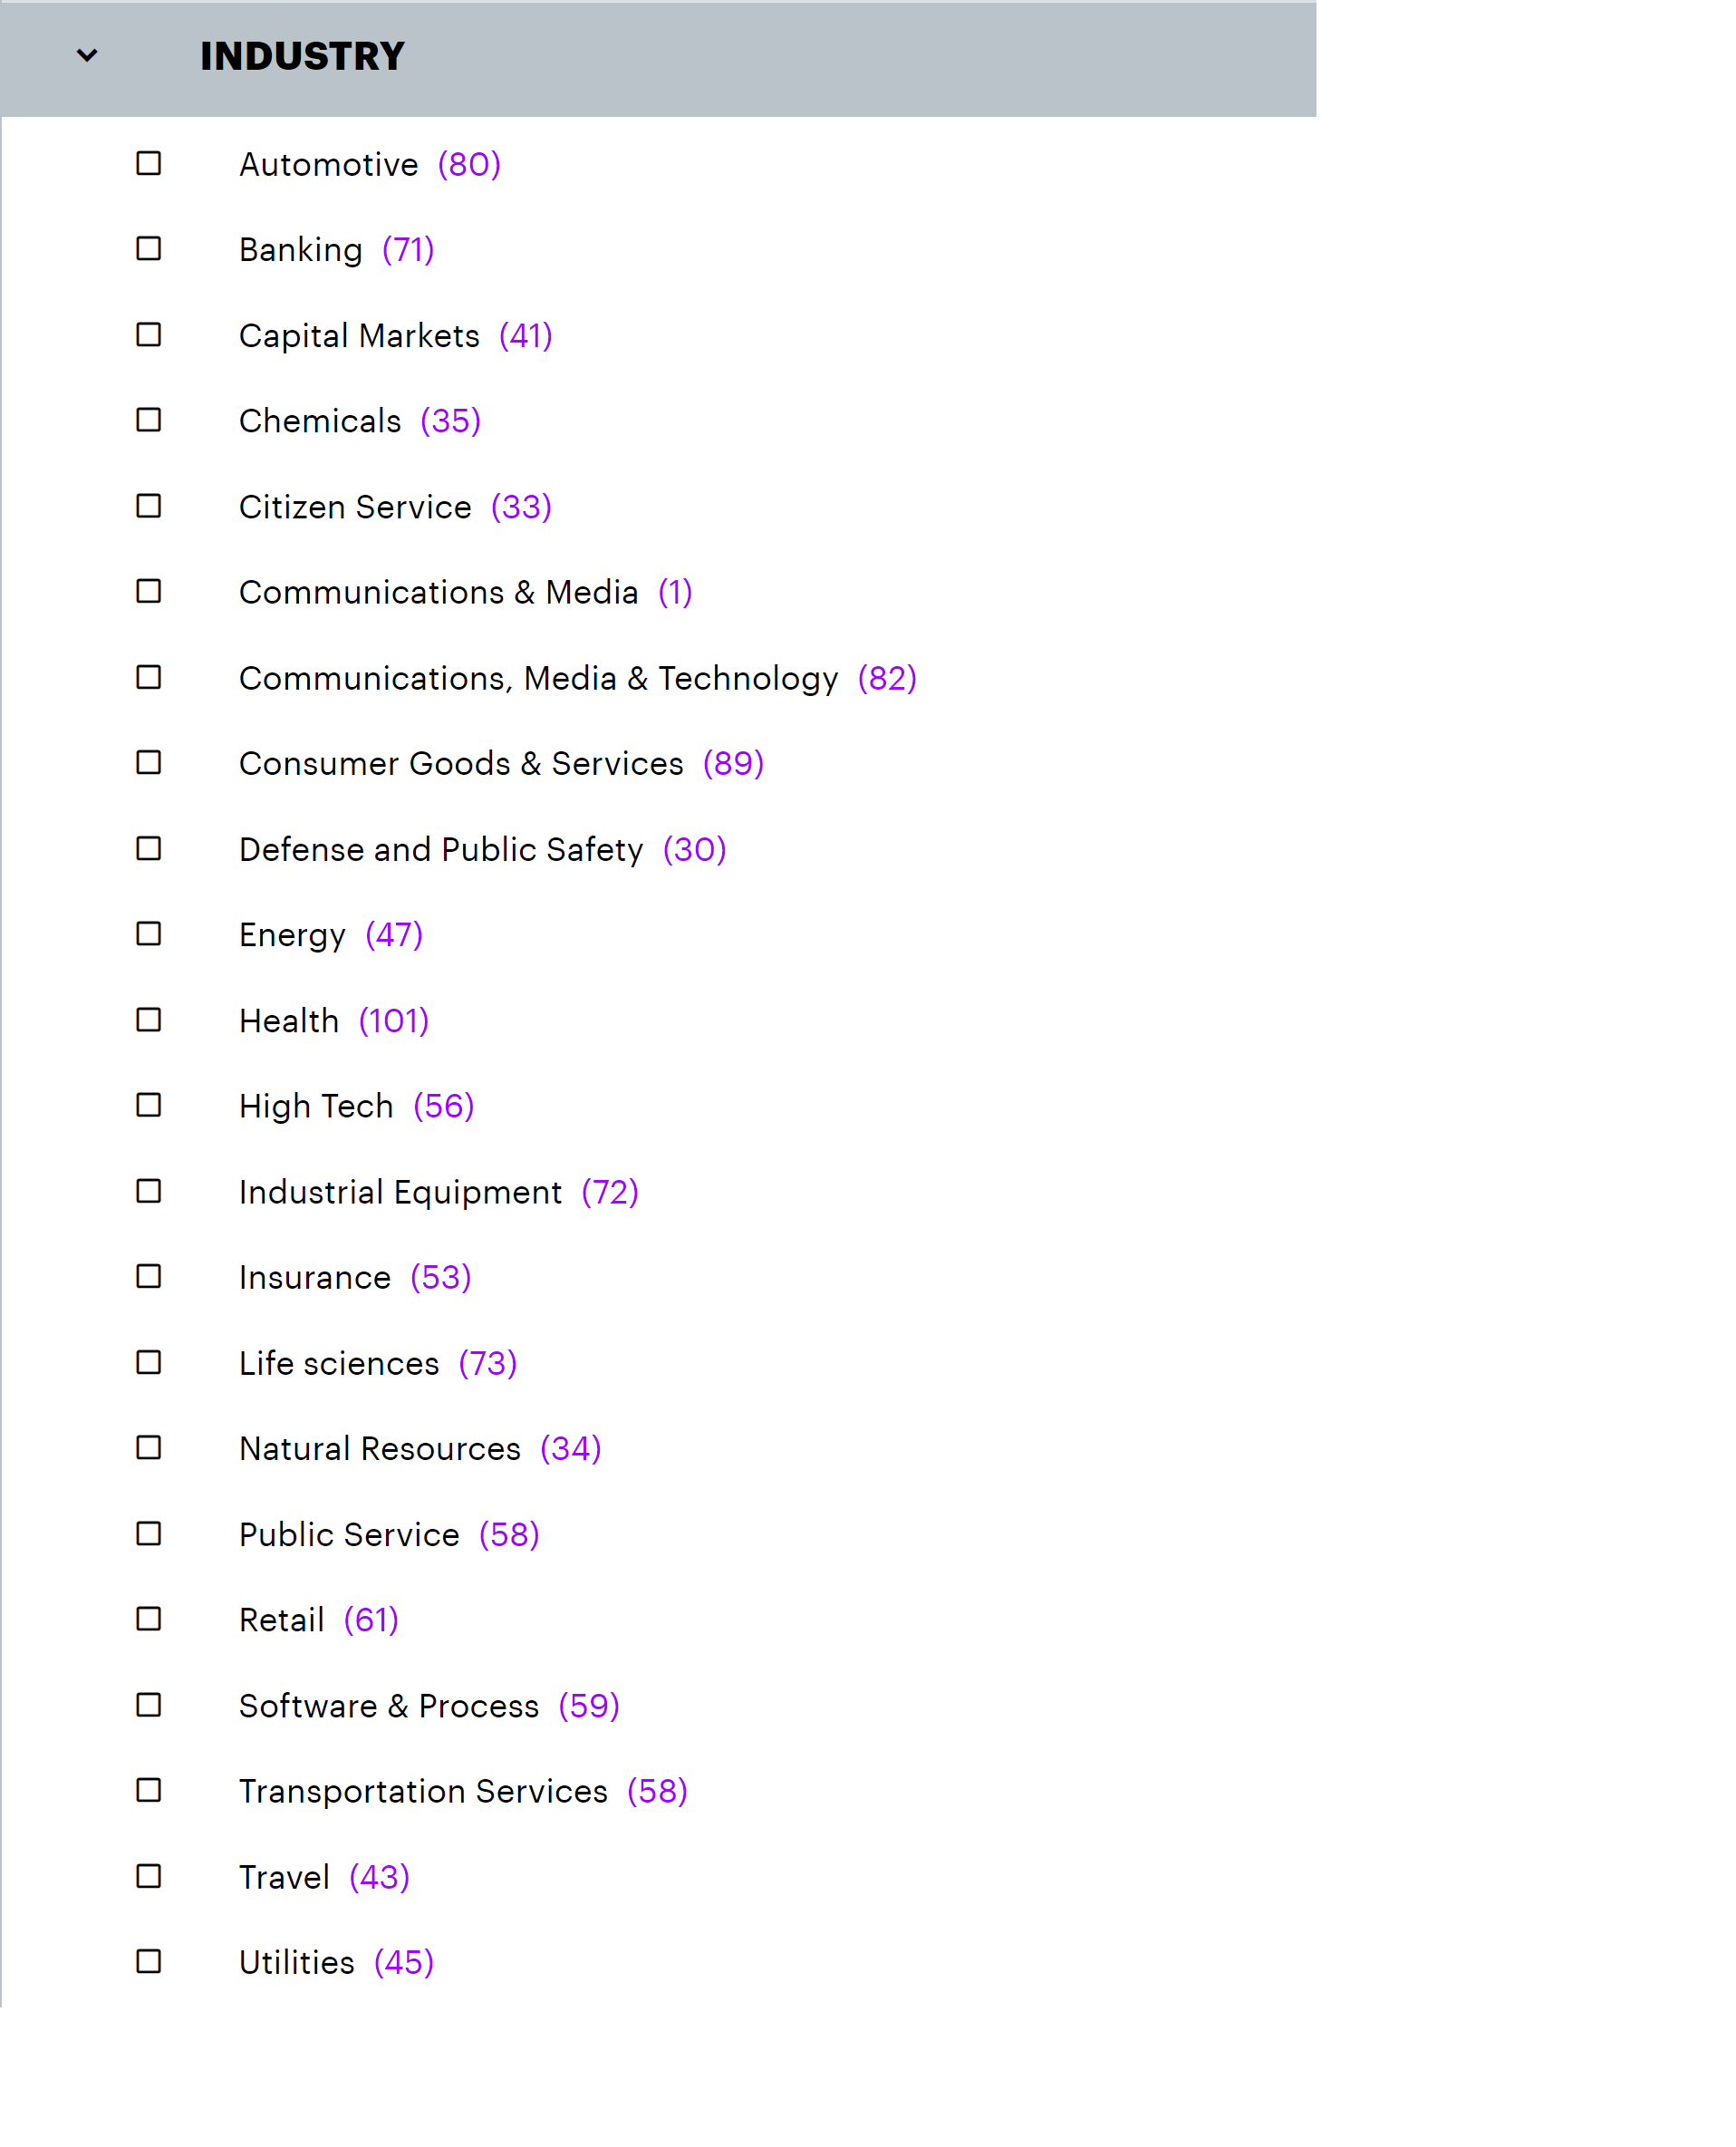 INDUSTRY
Automotive (80)
Banking (71)
Capital Markets (41)
Chemicals (35)
Citizen Service (33)
Communications & Media (1)
Communications, Media & Technology (82)
Consumer Goods & Services (89)
Defense and Public Safety (30)
Energy (47)
Health (101)
High Tech (56)
Industrial Equipment (72)
Insurance (53)
Life sciences (73)
Natural Resources (34)
Public Service (58)
Retail (61)
Software & Process (59)
Transportation Services (58)
Travel (43)
Utilities (45)